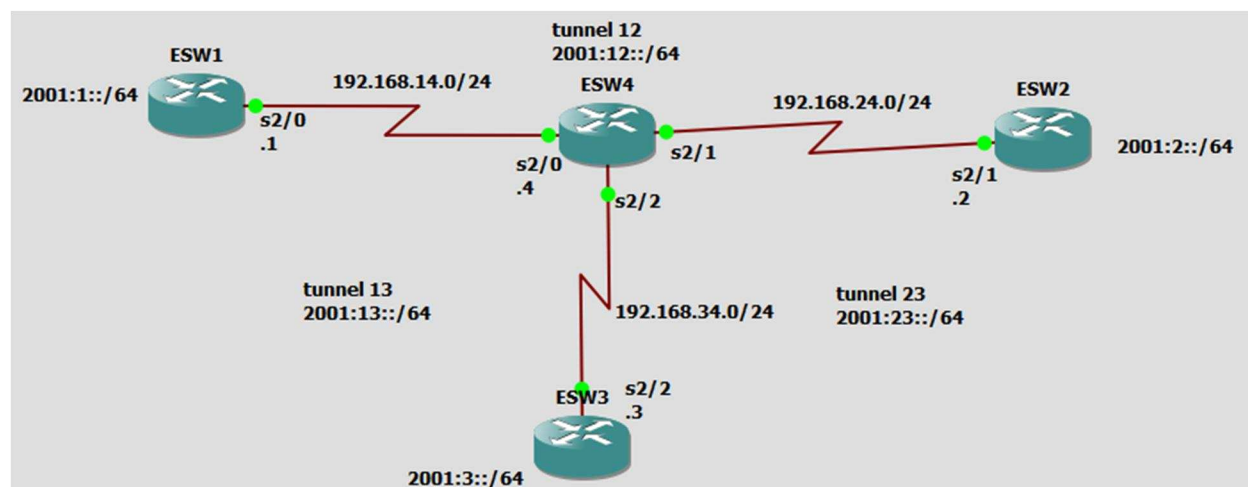 tunnel 12
2001:12::/64
ESW1
192.168.14.0/24
ESW4
192.168.24.0/24
ESW2
2001:1::/64
s2/0
.1
s2/0
.4
s2/1
s2/2
s2/1
.2
2001:2::/64
tunnel 13
2001:13::/64
192.168.34.0/24
tunnel 23
2001:23::/64
ESW3
s2/2
.3
2001:3::/64